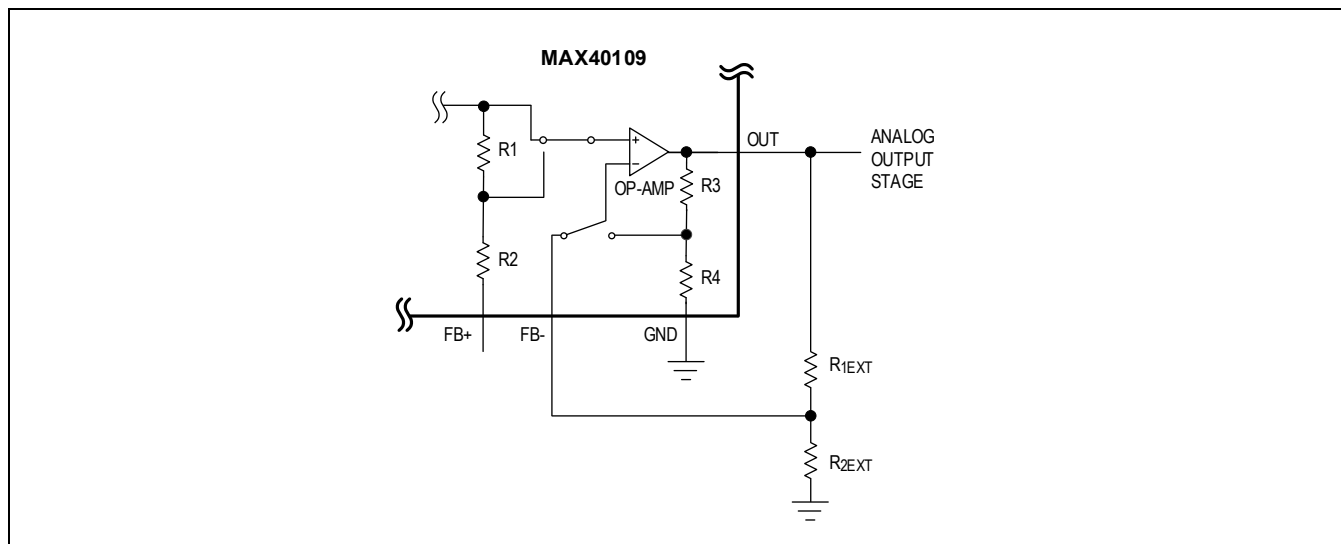 MAX40109
R1
+
−
OP-AMP
R3
OUT
ANALOG
OUTPUT
STAGE
R2
R4
FB+
FB-
GND
R1EXT
R2EXT